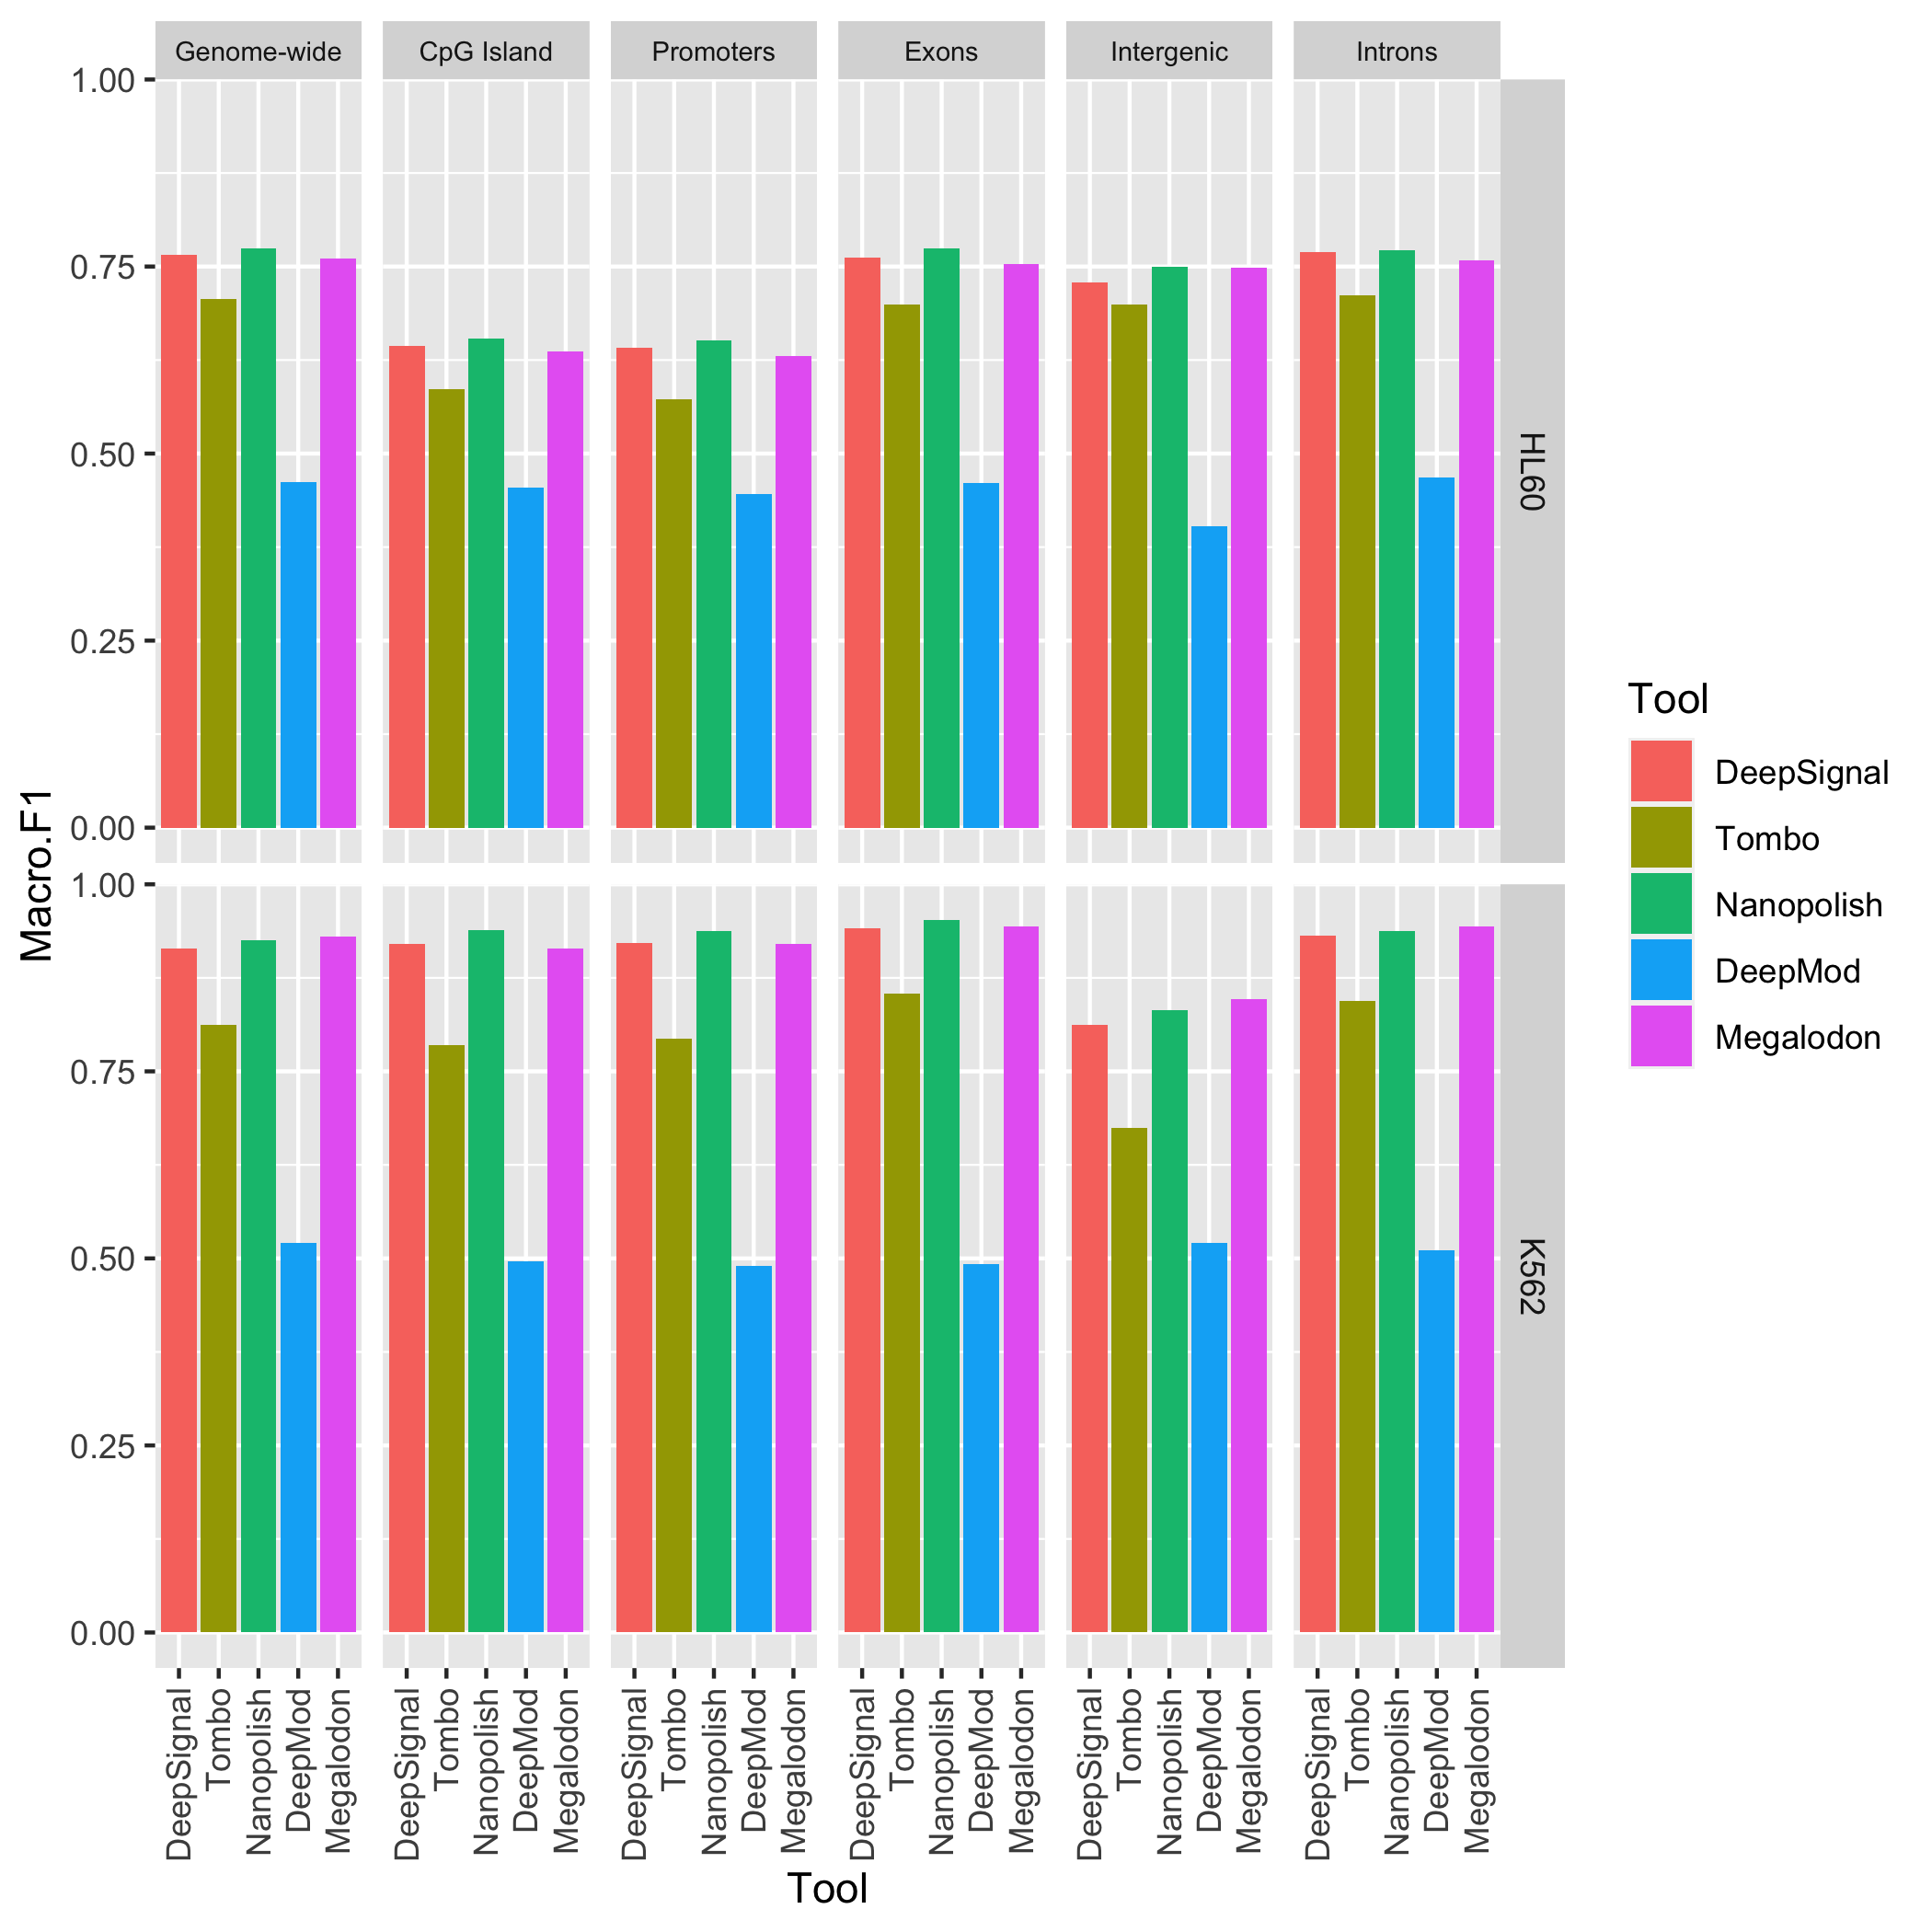 Genome-wide CpG Island Promoters Exons Intergenic Introns
1.00
0.75
0.50
0.25
0.00
HL60
1.00
0.75
0.50
0.25
0.00
K562
Macro.F1
DeepSignal Tombo Nanopolish DeepMod Megalodon DeepSignal Tombo Nanopolish DeepMod Megalodon DeepSignal Tombo Nanopolish DeepMod Megalodon DeepSignal Tombo Nanopolish DeepMod Megalodon DeepSignal Tombo Nanopolish DeepMod Megalodon DeepSignal Tombo Nanopolish DeepMod Megalodon
Tool
Tool
DeepSignal
Tombo
Nanopolish
DeepMod
Megalodon